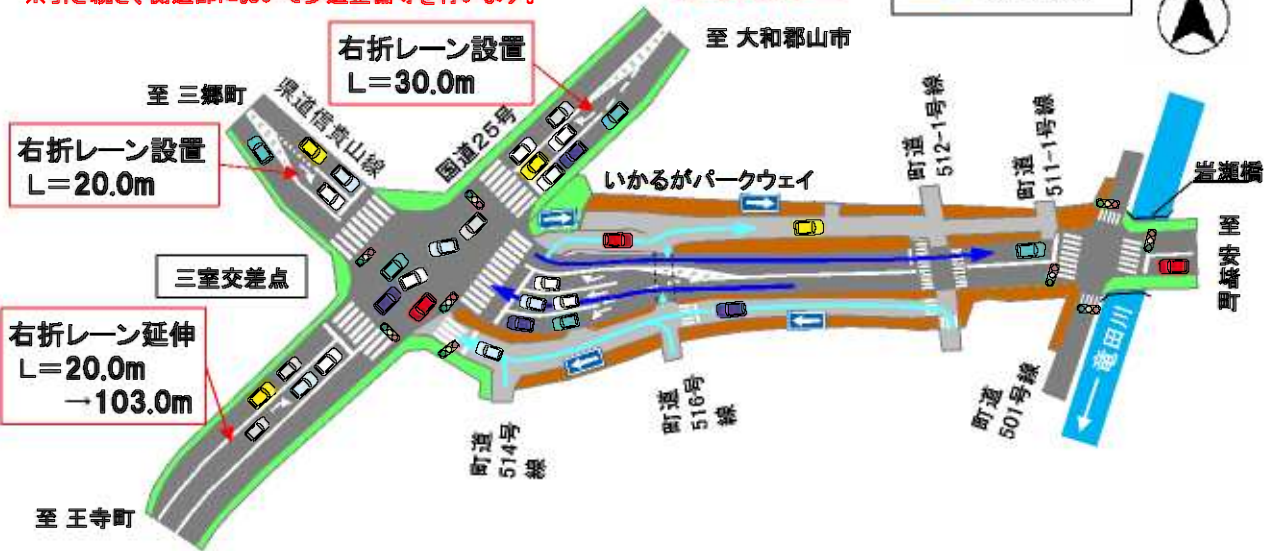 右折レーン設置
L=30.0m
至 大和郡山市
至 三郷町
県道信貴山線
国道25号
右折レーン設置
L=20.0m
いかるがパークウェイ
町道
512-1号線
町道
511-1号線
岩瀬橋
至 安堵町
三室交差点
右折レーン延伸
L=20.0m
→103.0m
竜田川
町道
501号線
町道
516号
線
町道
514号
線
至 王寺町